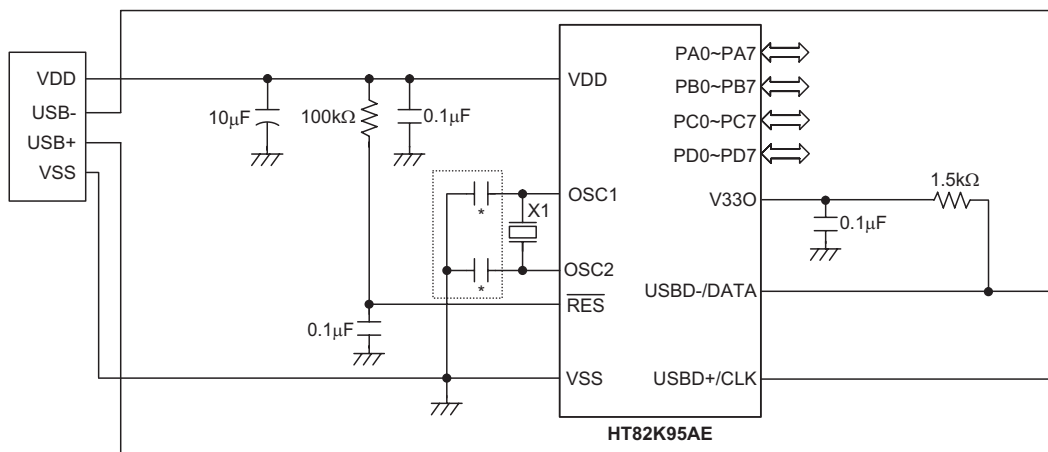 VDD
USB-
USB+
VSS
10μF
100kΩ
0.1μF
*
*
X1
0.1μF
VDD
OSC1
OSC2
RES
VSS
PA0~PA7
PB0~PB7
PC0~PC7
PD0~PD7
V33O
USBD-/DATA
USBD+/CLK
0.1μF
1.5kΩ
HT82K95AE